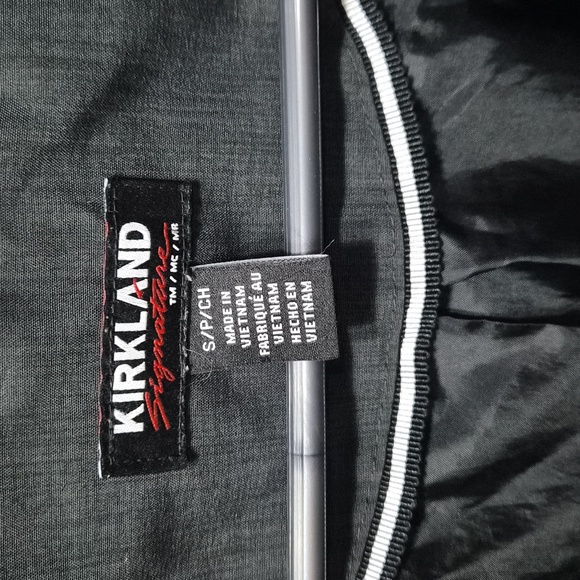 KIRKLAND
Signature
TM / MC / MR
S/P/CH
MADE IN
VIETNAM
FABRIQUÉ AU
VIETNAM
HECHO EN
VIETNAM